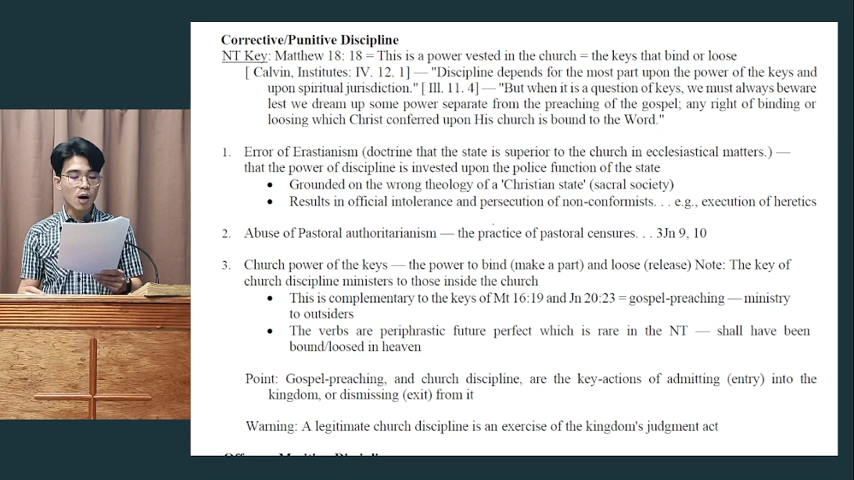 Corrective/Punitive Discipline
NT Key: Matthew 18: 18 = This is a power vested in the church = the keys that bind or loose
[ Calvin, Institutes: IV. 12. 1] — "Discipline depends for the most part upon the power of the keys and
upon spiritual jurisdiction." [ Ill. 11. 4] — "But when it is a question of keys, we must always beware
lest we dream up some power separate from the preaching of the gospel; any right of binding or
loosing which Christ conferred upon His church is bound to the Word."
1. Error of Erastianism (doctrine that the state is superior to the church in ecclesiastical matters.) —
that the power of discipline is invested upon the police function of the state
• Grounded on the wrong theology of a 'Christian state' (sacral society)
• Results in official intolerance and persecution of non-conformists. . . e.g., execution of heretics
2. Abuse of Pastoral authoritarianism — the practice of pastoral censures. . . 3Jn 9, 10
3. Church power of the keys — the power to bind (make a part) and loose (release) Note: The key of
church discipline ministers to those inside the church
• This is complementary to the keys of Mt 16:19 and Jn 20:23 = gospel-preaching — ministry
to outsiders
• The verbs are periphrastic future perfect which is rare in the NT — shall have been
bound/loosed in heaven
Point: Gospel-preaching, and church discipline, are the key-actions of admitting (entry) into the
kingdom, or dismissing (exit) from it
Warning: A legitimate church discipline is an exercise of the kingdom's judgment act